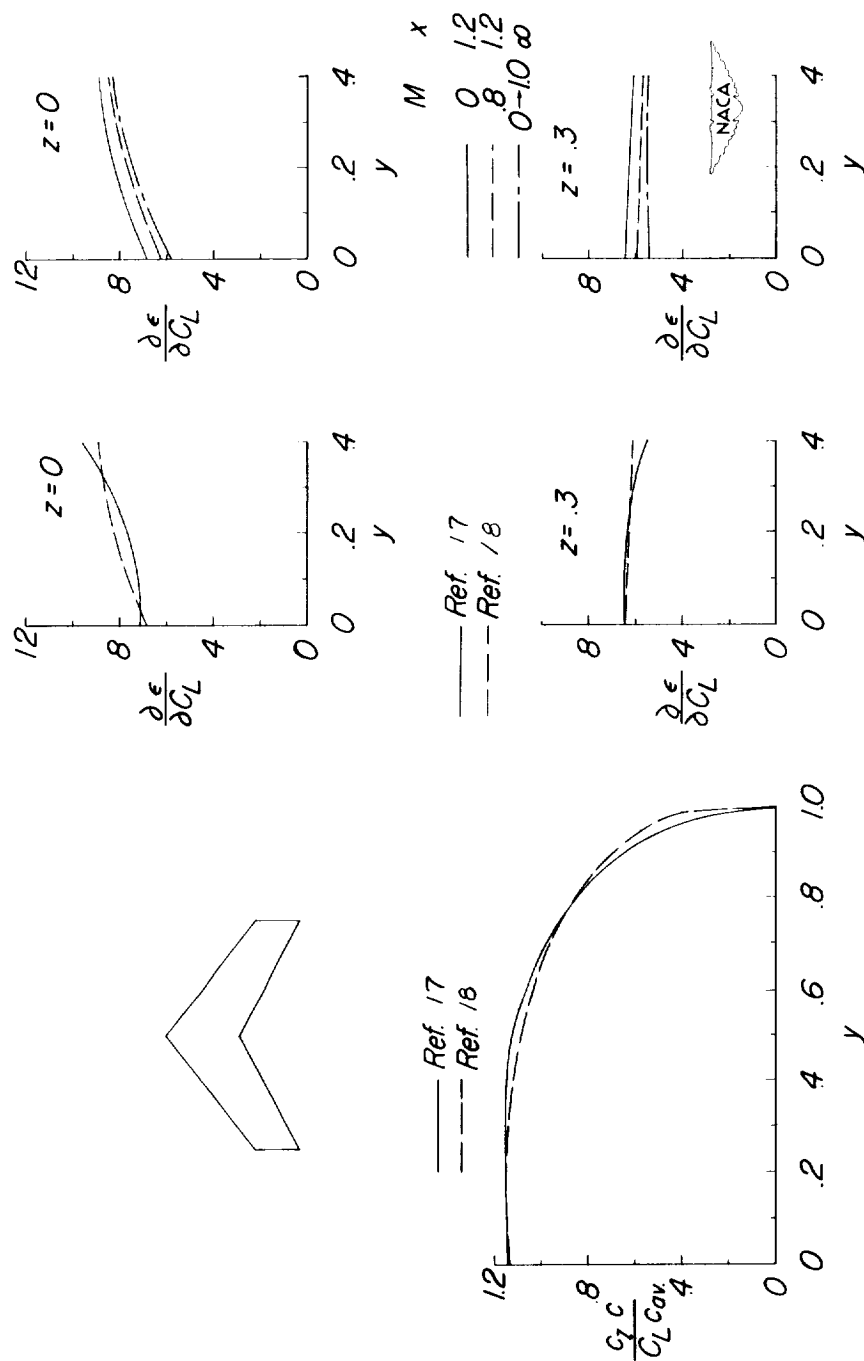 Ref. 17
Ref. 18
1.2
.8
.4
0
c_l c / C_L c_av.
0
.2
.4
.6
.8
1.0
y
z=0
12
8
4
0
∂ε/∂C_L
0
.2
.4
y
Ref. 17
Ref. 18
z=.3
8
4
0
∂ε/∂C_L
0
.2
.4
y
z=0
12
8
4
0
∂ε/∂C_L
0
.2
.4
y
M x
0 1.2
.8 1.2
0→1.0 ∞
z=.3
8
4
0
∂ε/∂C_L
0
.2
.4
y
NACA